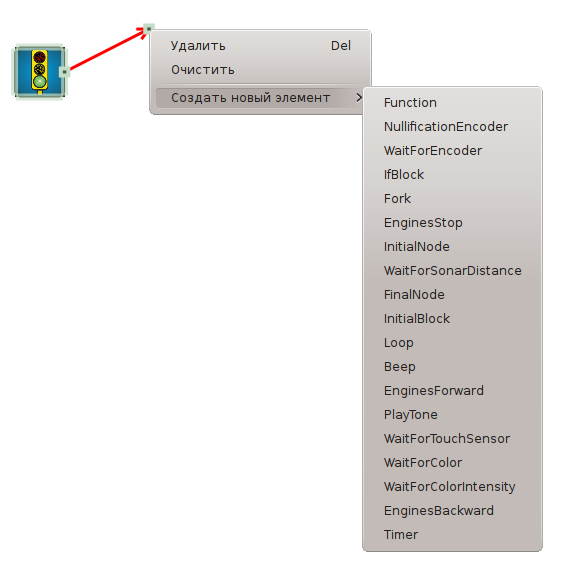 Удалить Del
Очистить
Создать новый элемент
Function
NullificationEncoder
WaitForEncoder
IfBlock
Fork
EnginesStop
InitialNode
WaitForSonarDistance
FinalNode
InitialBlock
Loop
Beep
EnginesForward
PlayTone
WaitForTouchSensor
WaitForColor
WaitForColorIntensity
EnginesBackward
Timer